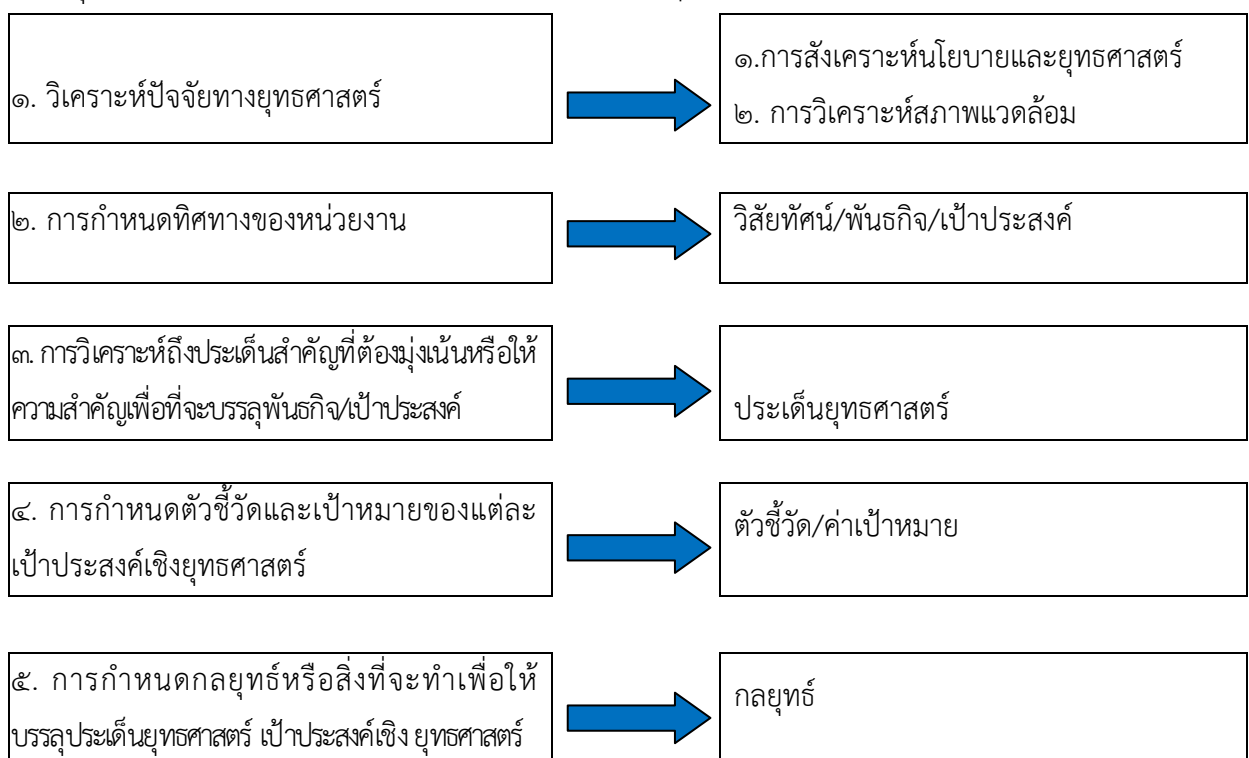 ๑. วิเคราะห์ปัจจัยทางยุทธศาสตร์
๑.การสังเคราะห์นโยบายและยุทธศาสตร์
๒. การวิเคราะห์สภาพแวดล้อม
๒. การกำหนดทิศทางของหน่วยงาน
วิสัยทัศน์/พันธกิจ/เป้าประสงค์
๓. การวิเคราะห์ถึงประเด็นสำคัญที่ต้องมุ่งเน้นหรือให้
ความสำคัญเพื่อที่จะบรรลุพันธกิจ/เป้าประสงค์
ประเด็นยุทธศาสตร์
๔. การกำหนดตัวชี้วัดและเป้าหมายของแต่ละ
เป้าประสงค์เชิงยุทธศาสตร์
ตัวชี้วัด/ค่าเป้าหมาย
๕. การกำหนดกลยุทธ์หรือสิ่งที่จะทำเพื่อให้
บรรลุประเด็นยุทธศาสตร์ เป้าประสงค์เชิง ยุทธศาสตร์
กลยุทธ์